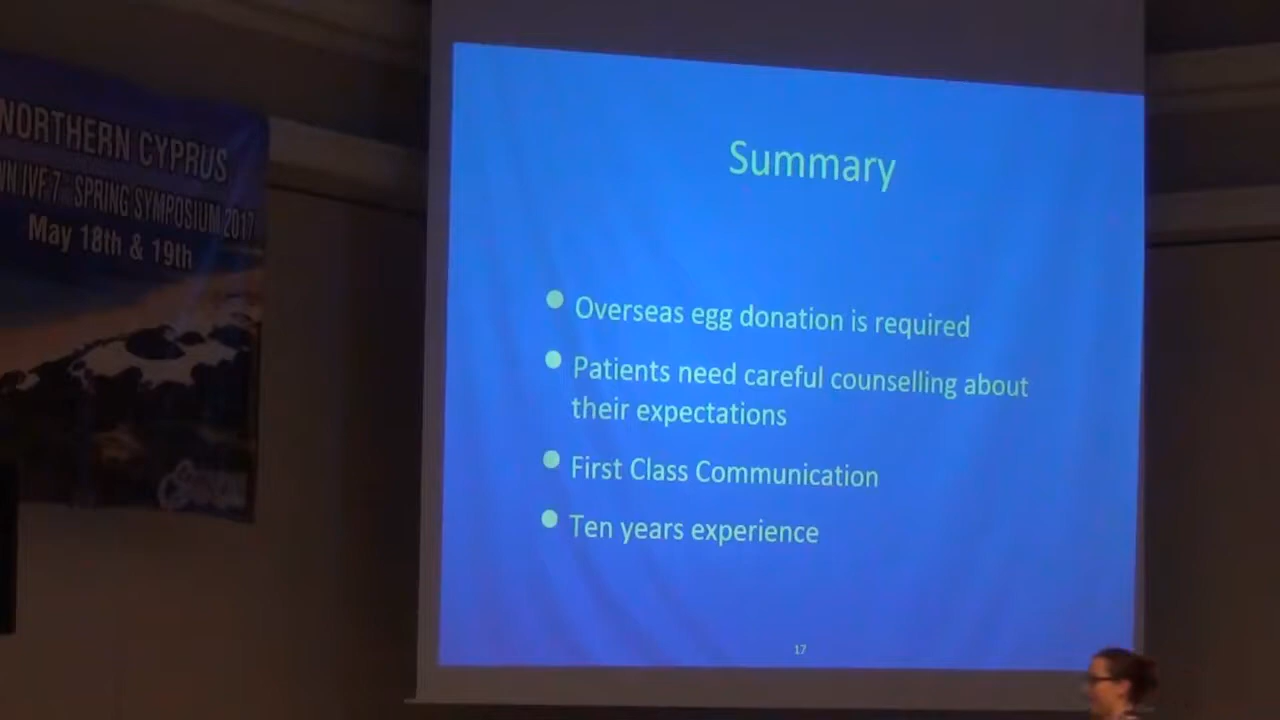 NORTHERN CYPRUS
IVF 7 SPRING SYMPOSIUM 2017
May 18th & 19th
Summary
Overseas egg donation is required
Patients need careful counselling about
their expectations
First Class Communication
Ten years experience
17